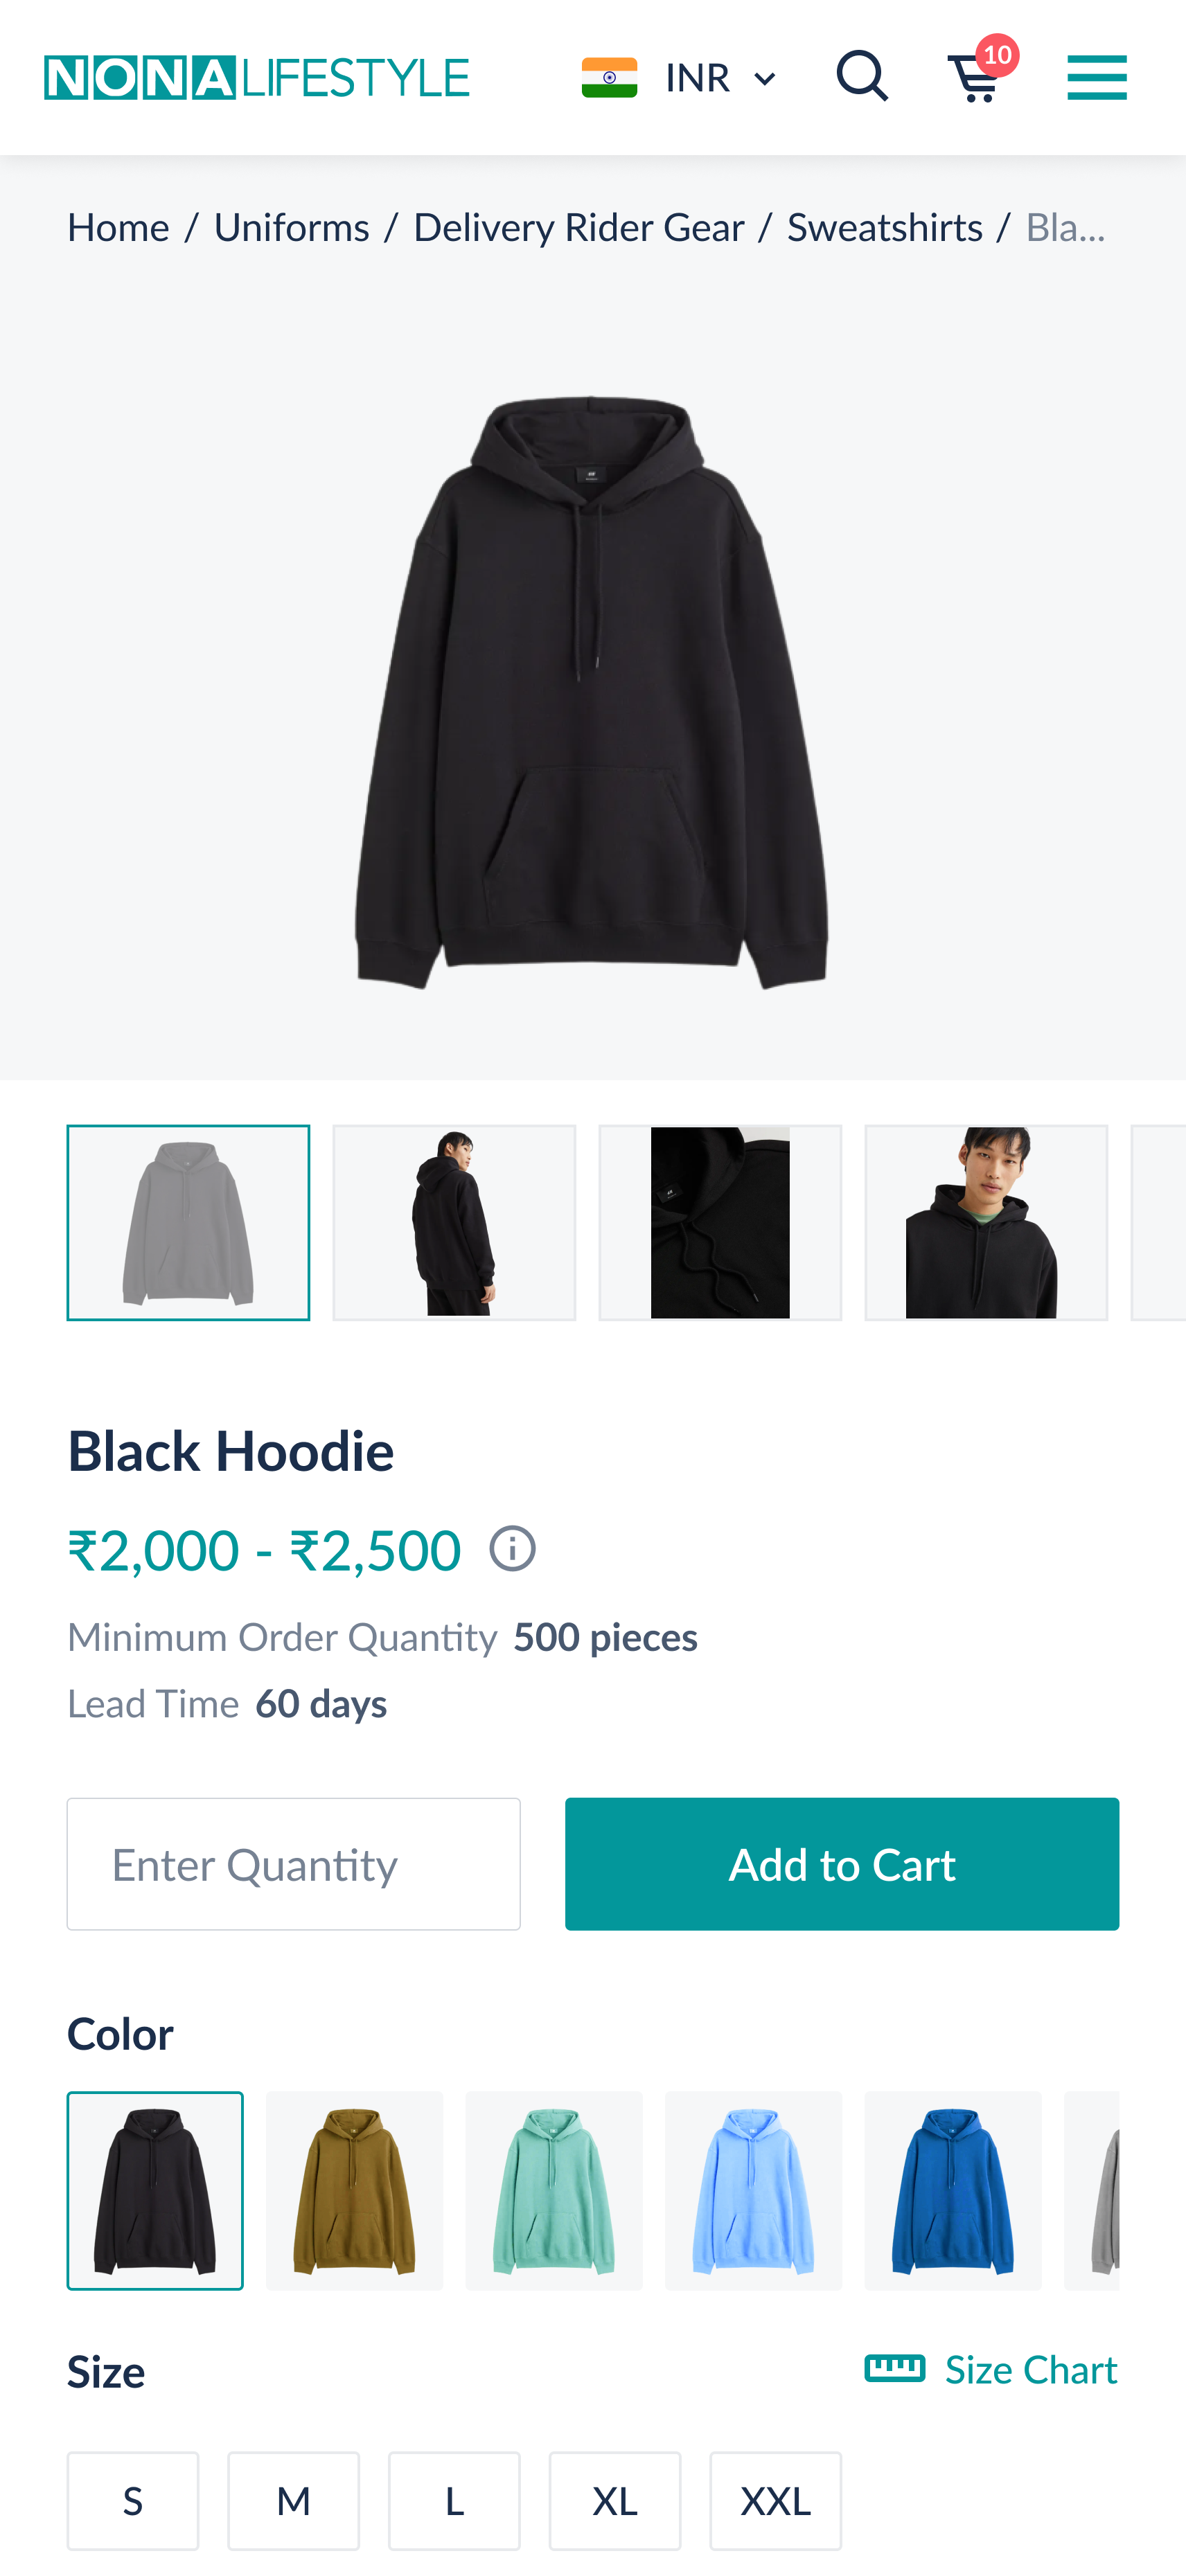 NONALIFESTYLE INR 10
Home / Uniforms / Delivery Rider Gear / Sweatshirts / Bla...
Black Hoodie
₹2,000 - ₹2,500
Minimum Order Quantity 500 pieces
Lead Time 60 days
Enter Quantity Add to Cart
Color
Size Size Chart
S M L XL XXL